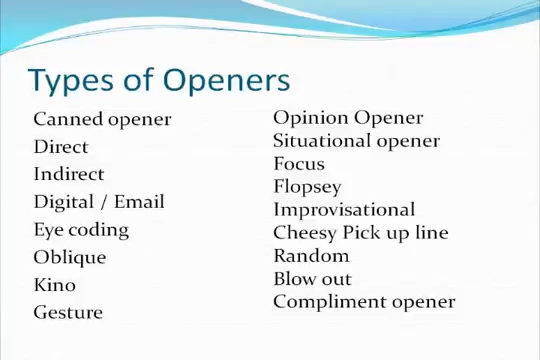 Types of Openers
Canned opener
Direct
Indirect
Digital / Email
Eye coding
Oblique
Kino
Gesture
Opinion Opener
Situational opener
Focus
Flopsey
Improvisational
Cheesy Pick up line
Random
Blow out
Compliment opener